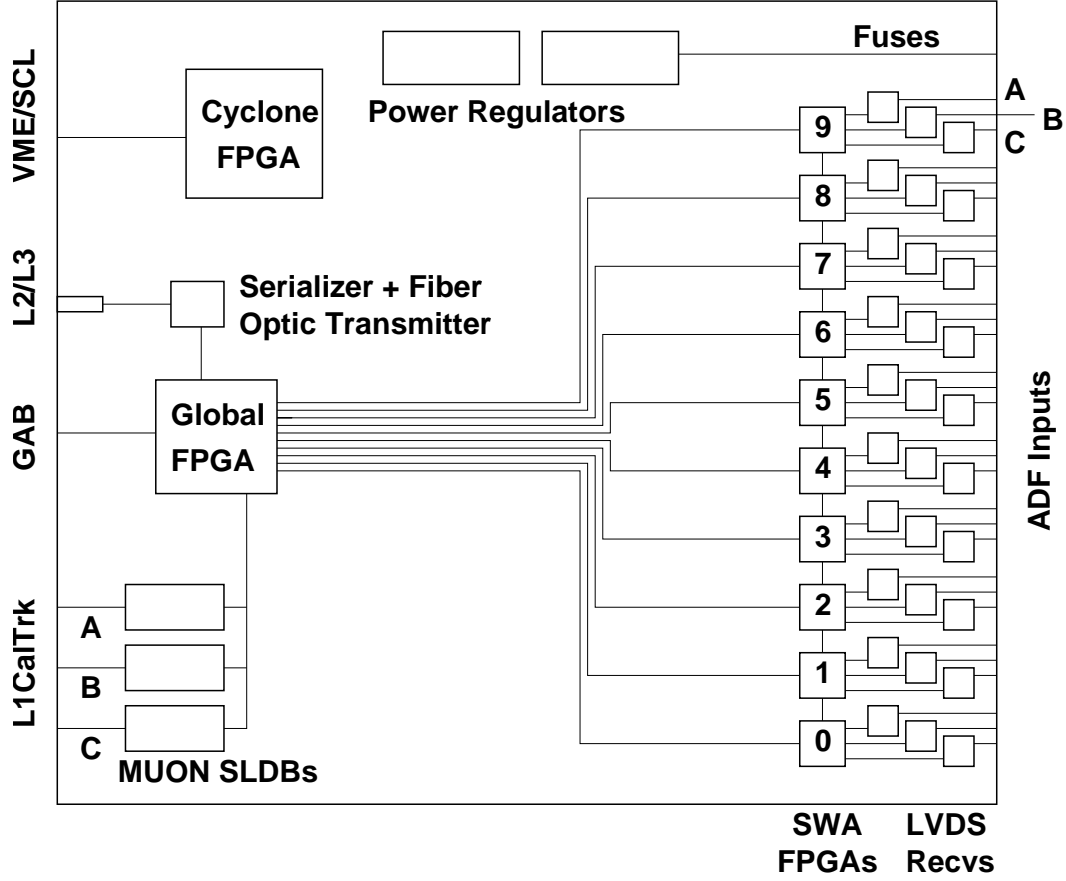 Fuses
Power Regulators
Cyclone
FPGA
VME/SCL
A
B
C
9
8
7
6
5
4
3
2
1
0
L2/L3
Serializer + Fiber
Optic Transmitter
GAB
Global
FPGA
ADF Inputs
L1CalTrk
A
B
C
MUON SLDBs
SWA
FPGAs
LVDS
Recvs